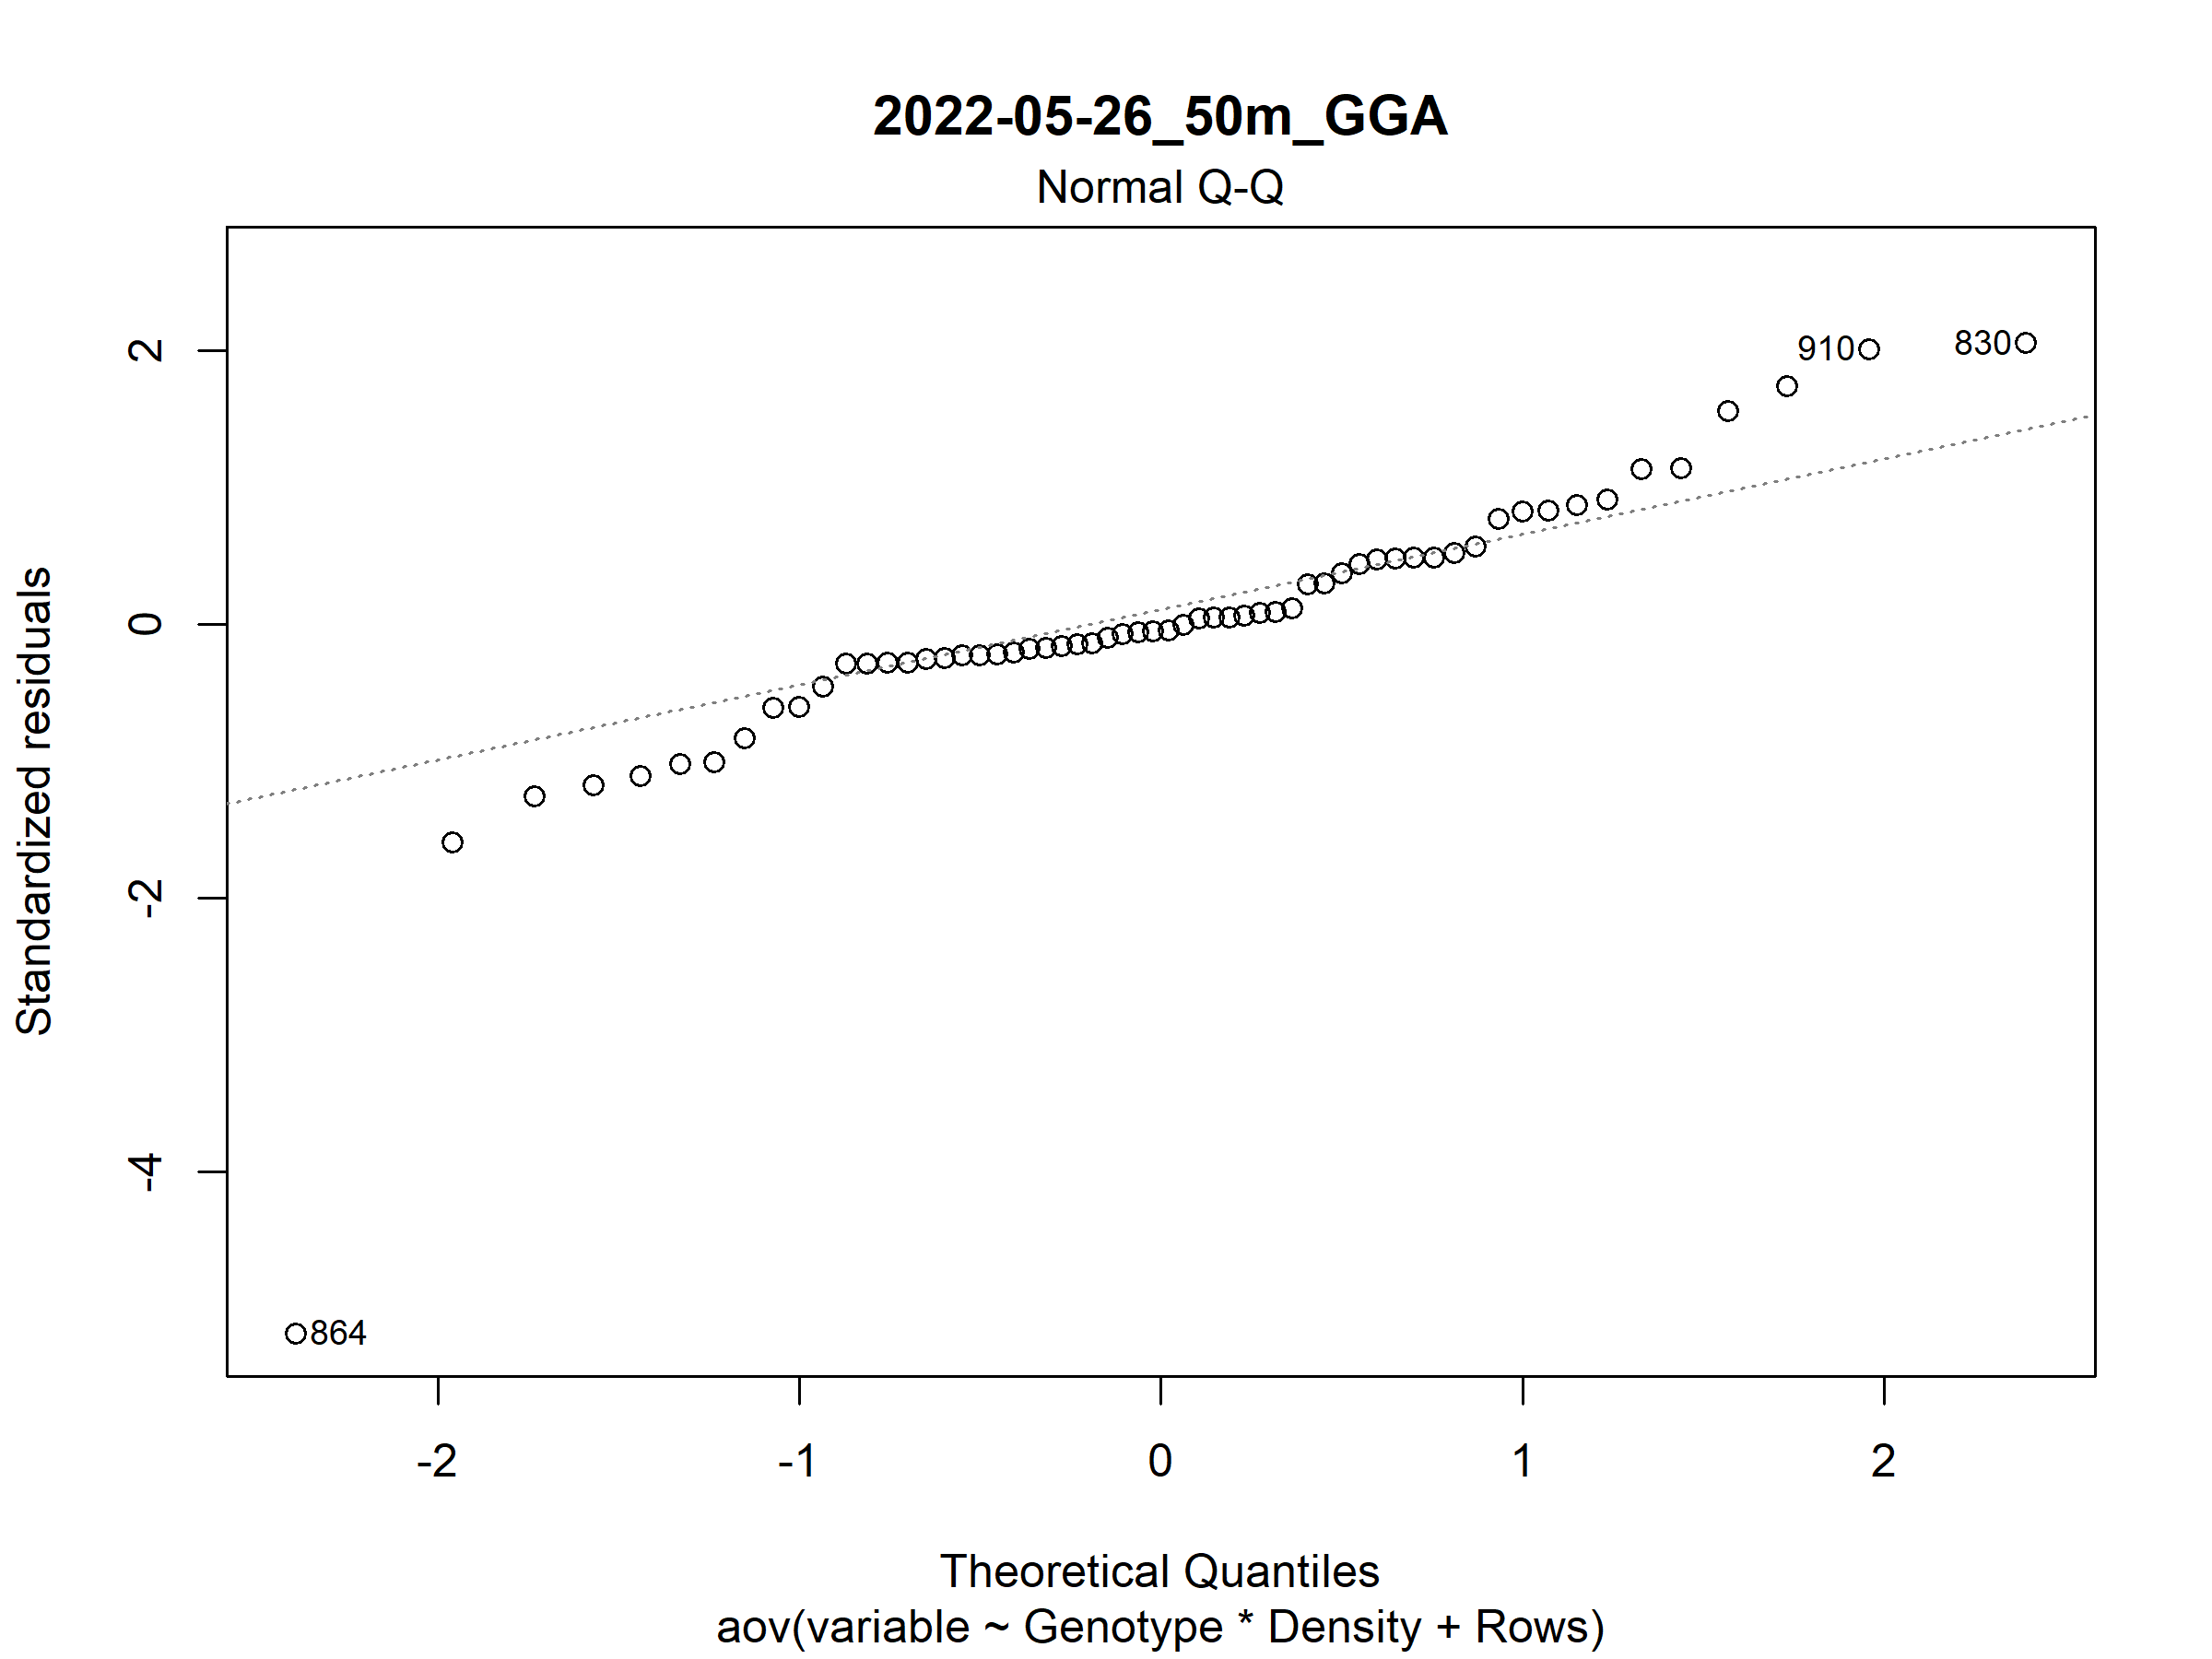 2022-05-26_50m_GGA
Normal Q-Q
Standardized residuals
2
0
-2
-4
910
830
864
-2 -1 0 1 2
Theoretical Quantiles
aov(variable ~ Genotype * Density + Rows)